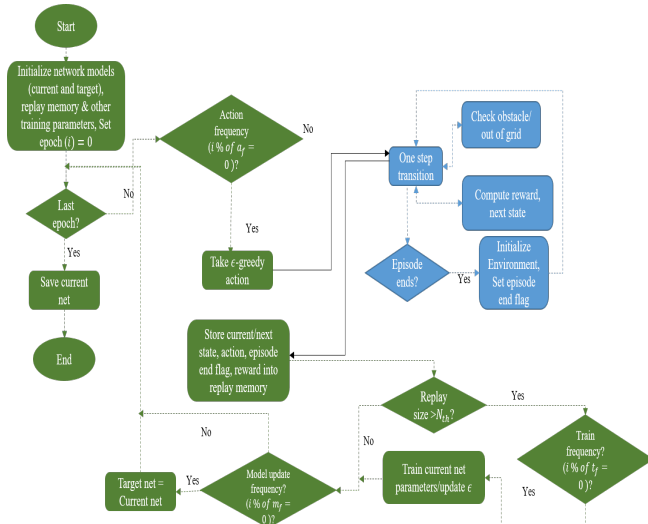 Start
Initialize network models
(current and target),
replay memory & other
training parameters, Set
epoch (i) = 0
Last
epoch?
No
Yes
Save current
net
End
Action
frequency
(i % of a_f =
0 )?
No
Yes
Take ϵ-greedy
action
One step
transition
Check obstacle/
out of grid
Compute reward,
next state
Episode
ends?
Yes
Initialize
Environment,
Set episode
end flag
Store current/next
state, action, episode
end flag, reward into
replay memory
Replay
size >N_th?
Yes
No
Train
frequency?
(i % of t_f =
0 )?
Yes
Train current net
parameters/update ϵ
Model update
frequency?
(i % of m_f =
0 )?
No
Yes
Target net =
Current net